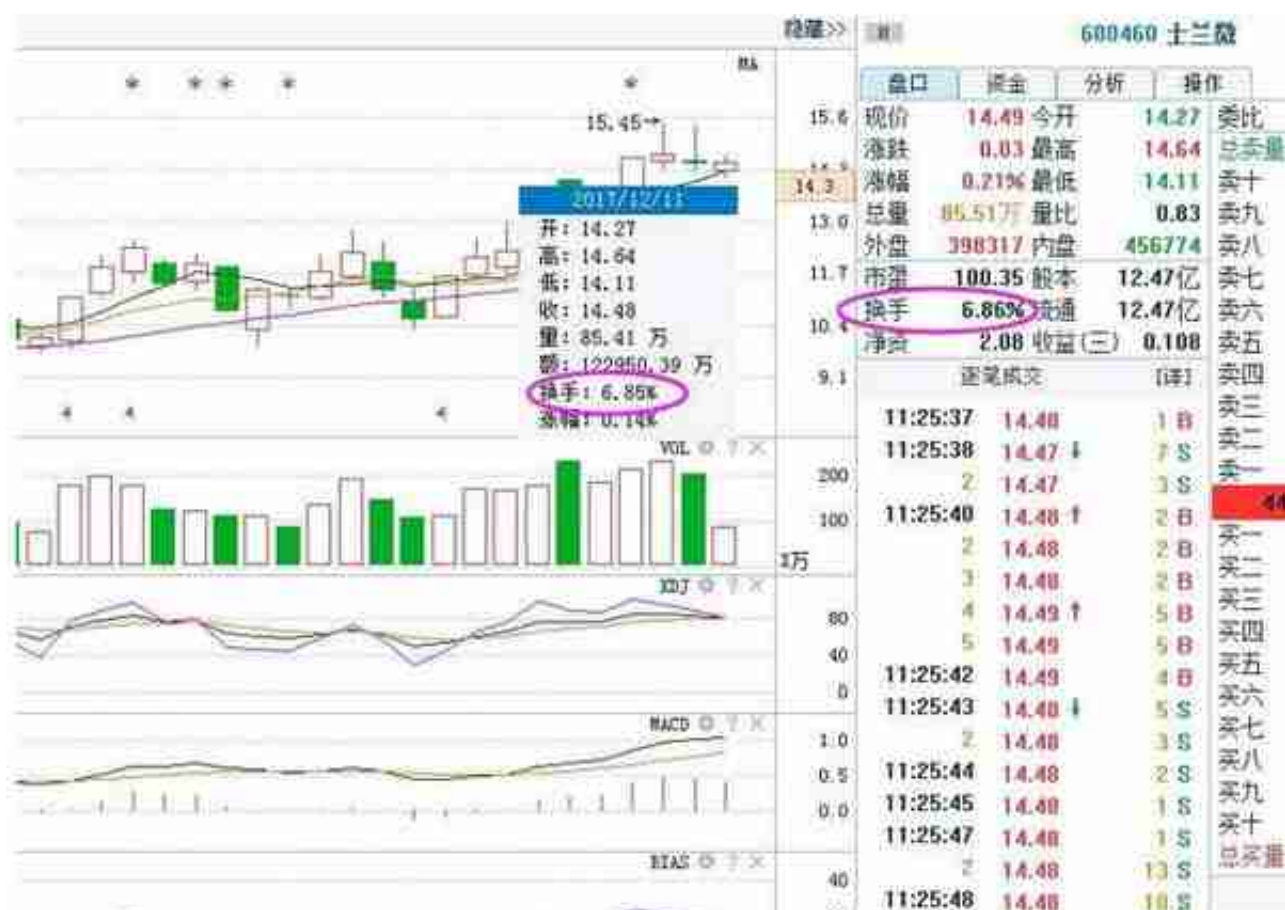 隐藏>>
600460 士兰微
盘口 资金 分析 操作
现价 14.49 今开 14.27 委比
涨跌 0.03 最高 14.64 总卖量
涨幅 0.21% 最低 14.11 卖十
总量 85.51万 量比 0.83 卖九
外盘 398317 内盘 456774 卖八
市盈 100.35 股本 12.47亿 卖七
换手 6.86% 流通 12.47亿 卖六
净资 2.08 收益(三) 0.108 卖五
逐笔成交 [详] 卖四
卖三
卖二
卖一
44
买一
买二
买三
买四
买五
买六
买七
买八
买九
买十
总买量
11:25:37 14.48 1 B
11:25:38 14.47 ↓ 7 S
2 14.47 3 S
11:25:40 14.48 ↑ 2 B
2 14.48 2 B
3 14.48 2 B
4 14.49 ↑ 5 B
5 14.49 5 B
11:25:42 14.49 4 B
11:25:43 14.48 ↓ 5 S
2 14.48 3 S
11:25:44 14.48 2 S
11:25:45 14.48 1 S
11:25:47 14.48 1 S
2 14.48 13 S
11:25:48 14.48 10 S
MA
15.45→
15.6
14.3
13.0
11.7
10.4
9.1
2017/12/11
开: 14.27
高: 14.64
低: 14.11
收: 14.48
量: 85.41 万
额: 122950.39 万
换手: 6.85%
涨幅: 0.14%
4 4 4
VOL ? ×
200
100
X万
KDJ ? ×
80
40
0
MACD ? ×
1.0
0.5
0.0
BIAS ? ×
40